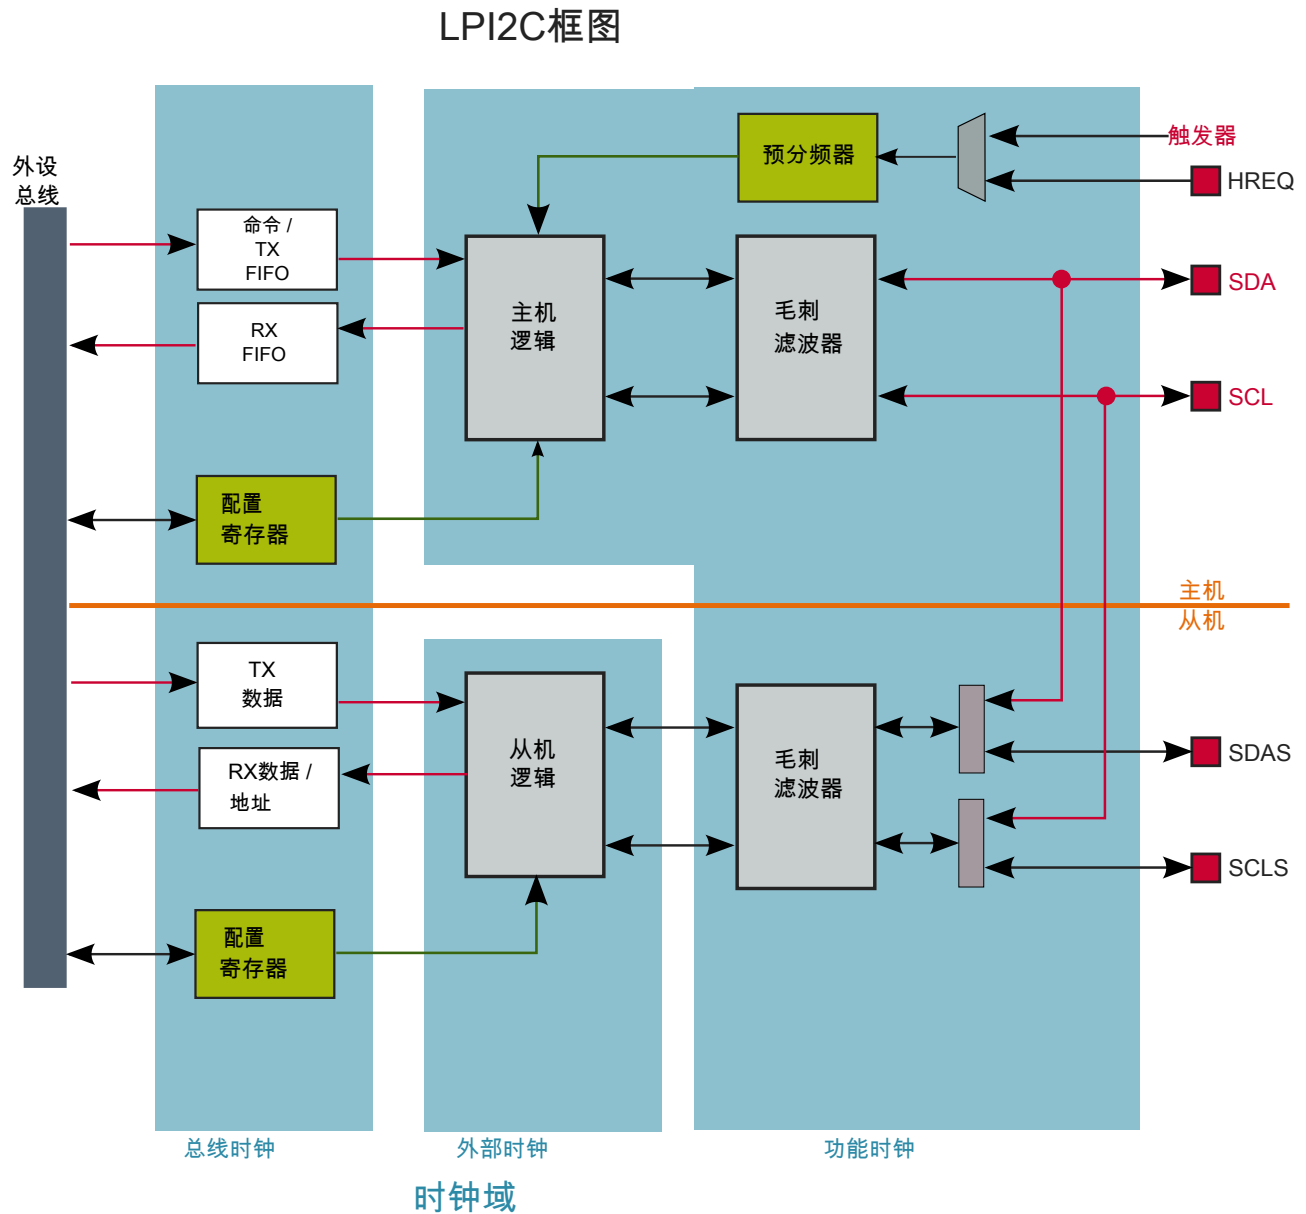 LPI2C框图
外设
总线
命令 /
TX
FIFO
RX
FIFO
配置
寄存器
预分频器
主机
逻辑
毛刺
滤波器
触发器
HREQ
SDA
SCL
主机
从机
TX
数据
RX数据 /
地址
配置
寄存器
从机
逻辑
毛刺
滤波器
SDAS
SCLS
总线时钟
外部时钟
功能时钟
时钟域